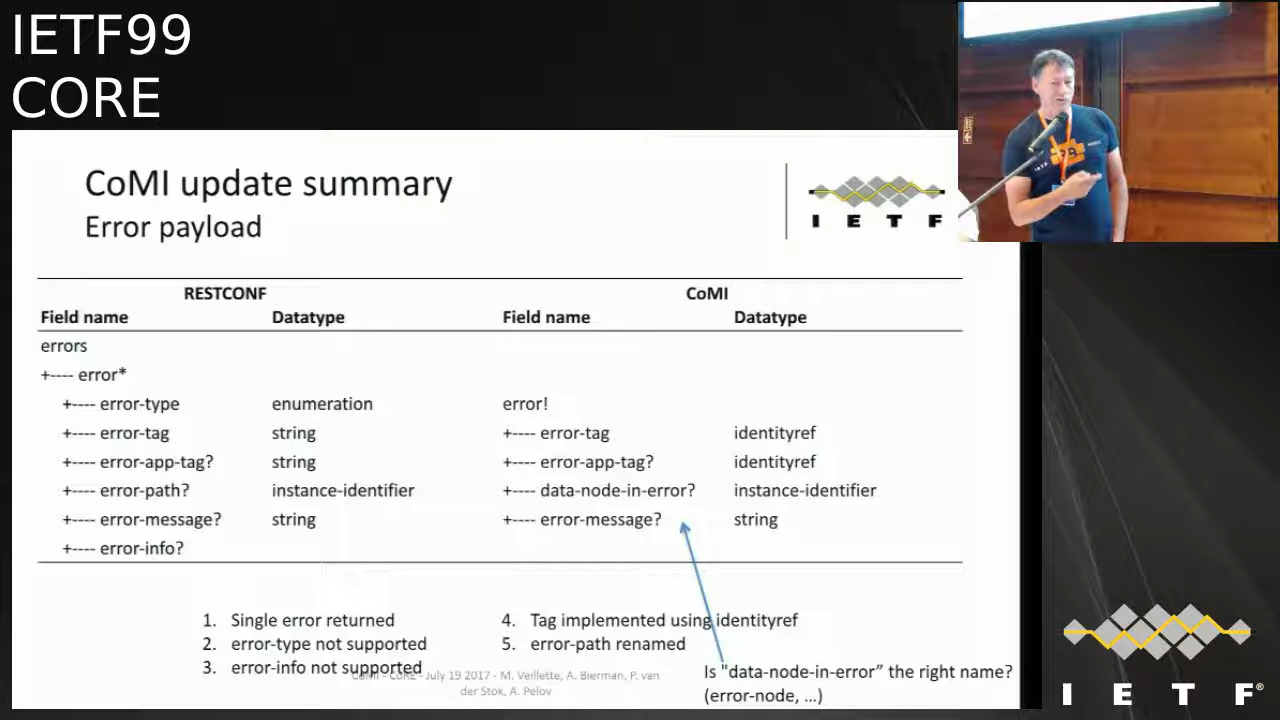 IETF99
CORE
CoMI update summary
Error payload
I E T F
RESTCONF CoMI
Field name Datatype Field name Datatype
errors
+---- error*
+---- error-type enumeration error!
+---- error-tag string +---- error-tag identityref
+---- error-app-tag? string +---- error-app-tag? identityref
+---- error-path? instance-identifier +---- data-node-in-error? instance-identifier
+---- error-message? string +---- error-message? string
+---- error-info?
1. Single error returned
2. error-type not supported
3. error-info not supported
4. Tag implemented using identityref
5. error-path renamed
CoMI - CoRE - July 19 2017 - M. Veillette, A. Bierman, P. van
der Stok, A. Pelov
Is "data-node-in-error” the right name?
(error-node, ...)
I E T F®